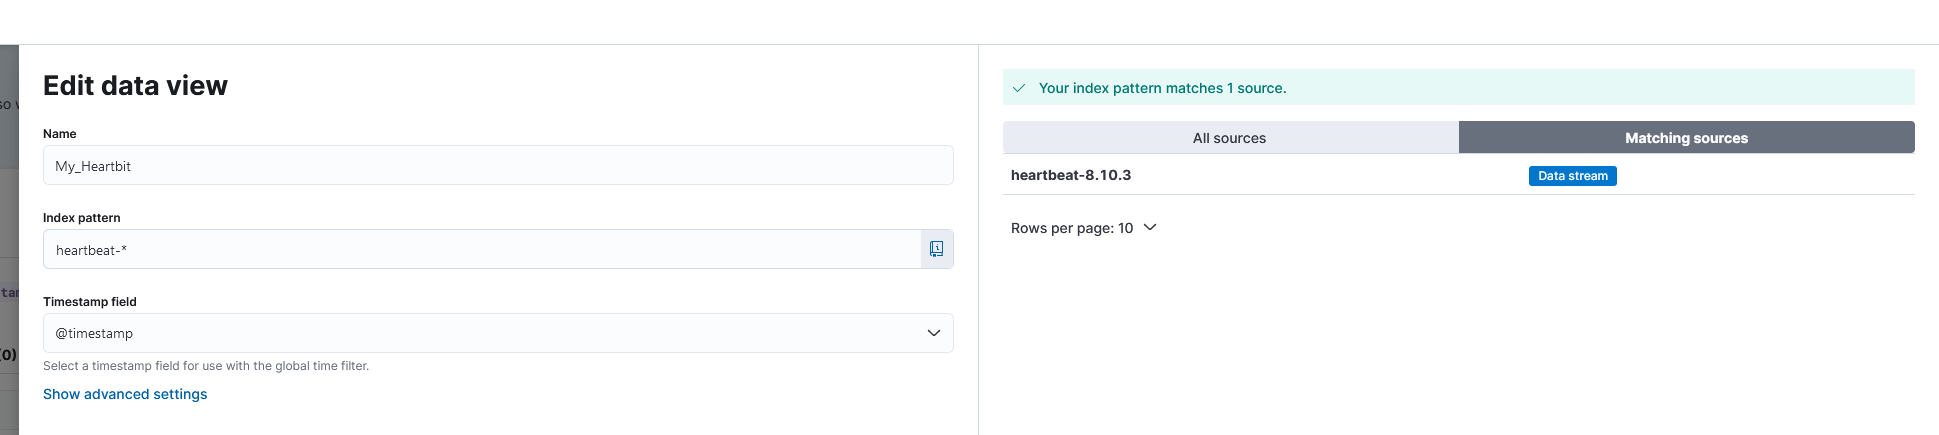 Edit data view
Name
My_Heartbit
Index pattern
heartbeat-*
Timestamp field
@timestamp
Select a timestamp field for use with the global time filter.
Show advanced settings
Your index pattern matches 1 source.
All sources Matching sources
heartbeat-8.10.3 Data stream
Rows per page: 10
so
(0)